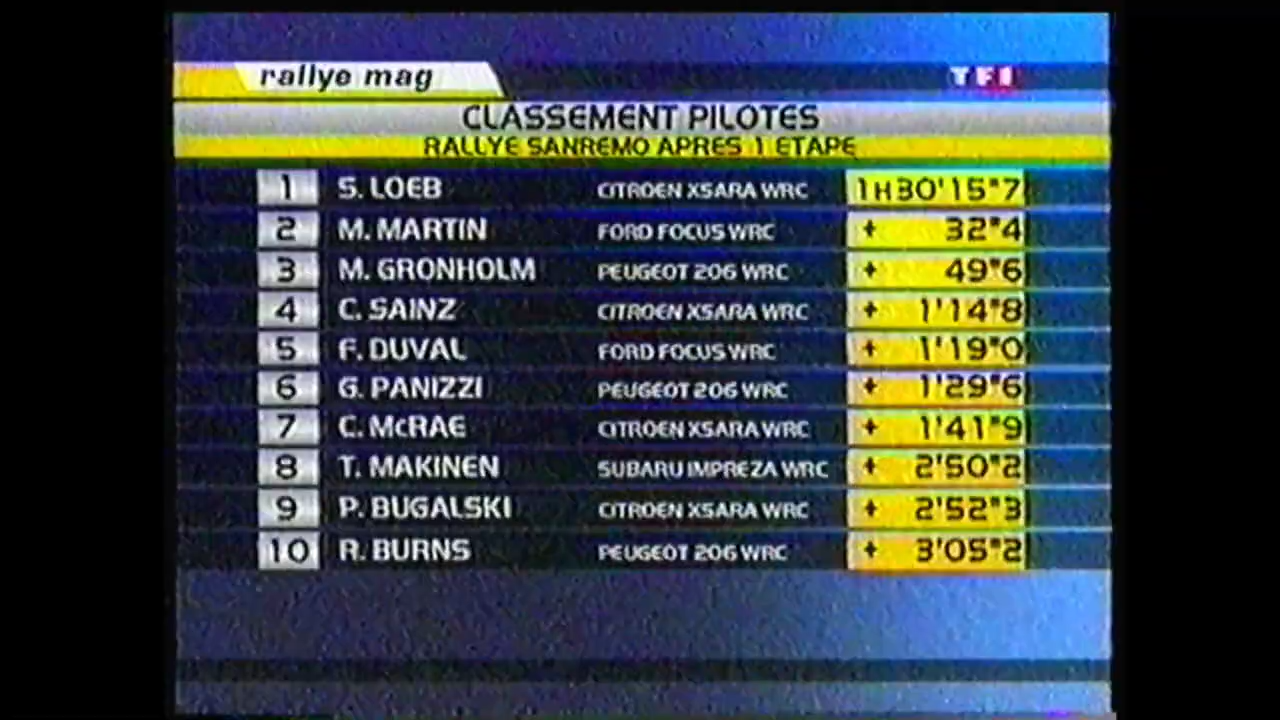 rallye mag TF1
CLASSEMENT PILOTES
RALLYE SANREMO APRES 1 ETAPE
1 S. LOEB CITROEN XSARA WRC 1H30'15"7
2 M. MARTIN FORD FOCUS WRC + 32"4
3 M. GRONHOLM PEUGEOT 206 WRC + 49"6
4 C. SAINZ CITROEN XSARA WRC + 1'14"8
5 F. DUVAL FORD FOCUS WRC + 1'19"0
6 G. PANIZZI PEUGEOT 206 WRC + 1'29"6
7 C. McRAE CITROEN XSARA WRC + 1'41"9
8 T. MAKINEN SUBARU IMPREZA WRC + 2'50"2
9 P. BUGALSKI CITROEN XSARA WRC + 2'52"3
10 R. BURNS PEUGEOT 206 WRC + 3'05"2